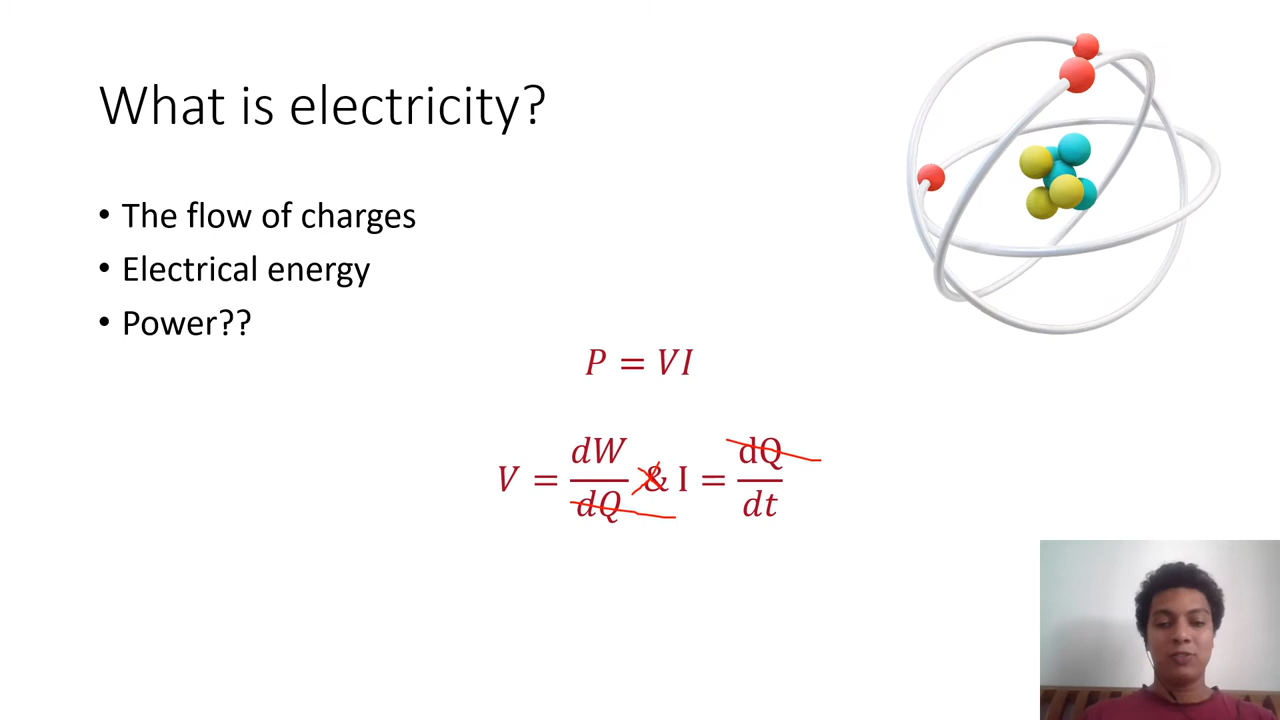 What is electricity?
• The flow of charges
• Electrical energy
• Power??
P = VI
V = dW/dQ & I = dQ/dt